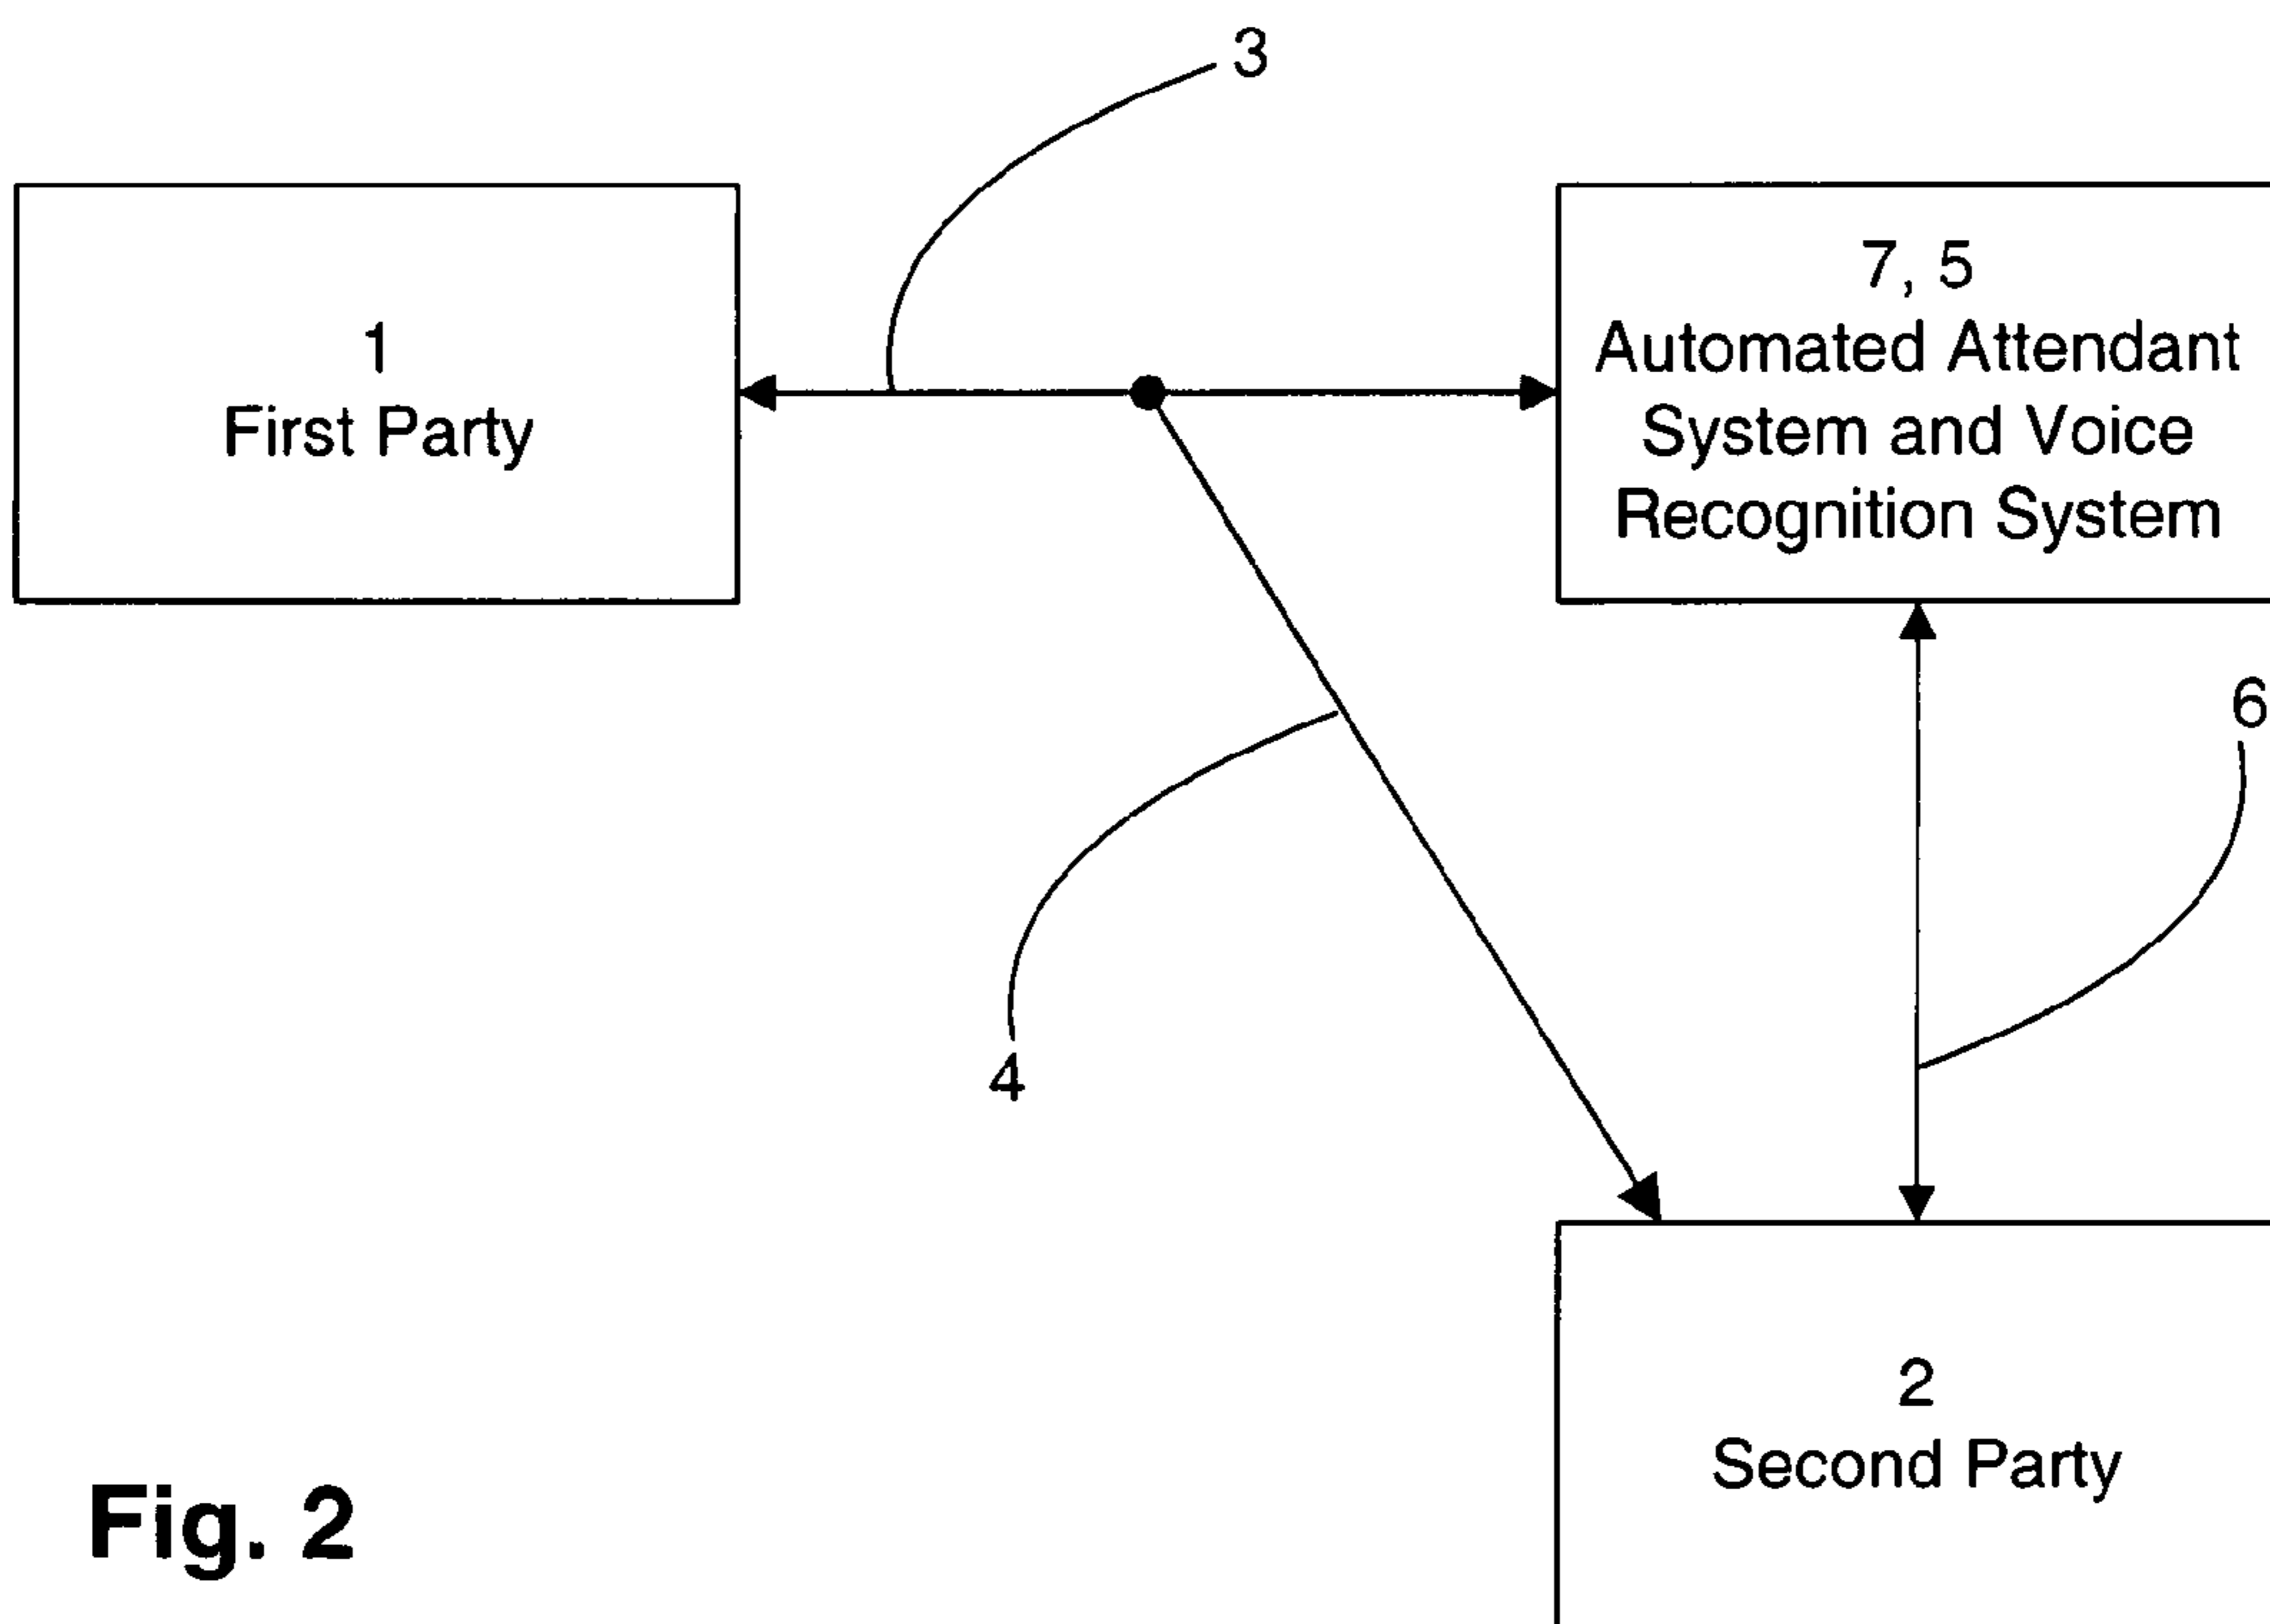 3
1
First Party
7, 5
Automated Attendant
System and Voice
Recognition System
6
4
2
Second Party
Fig. 2